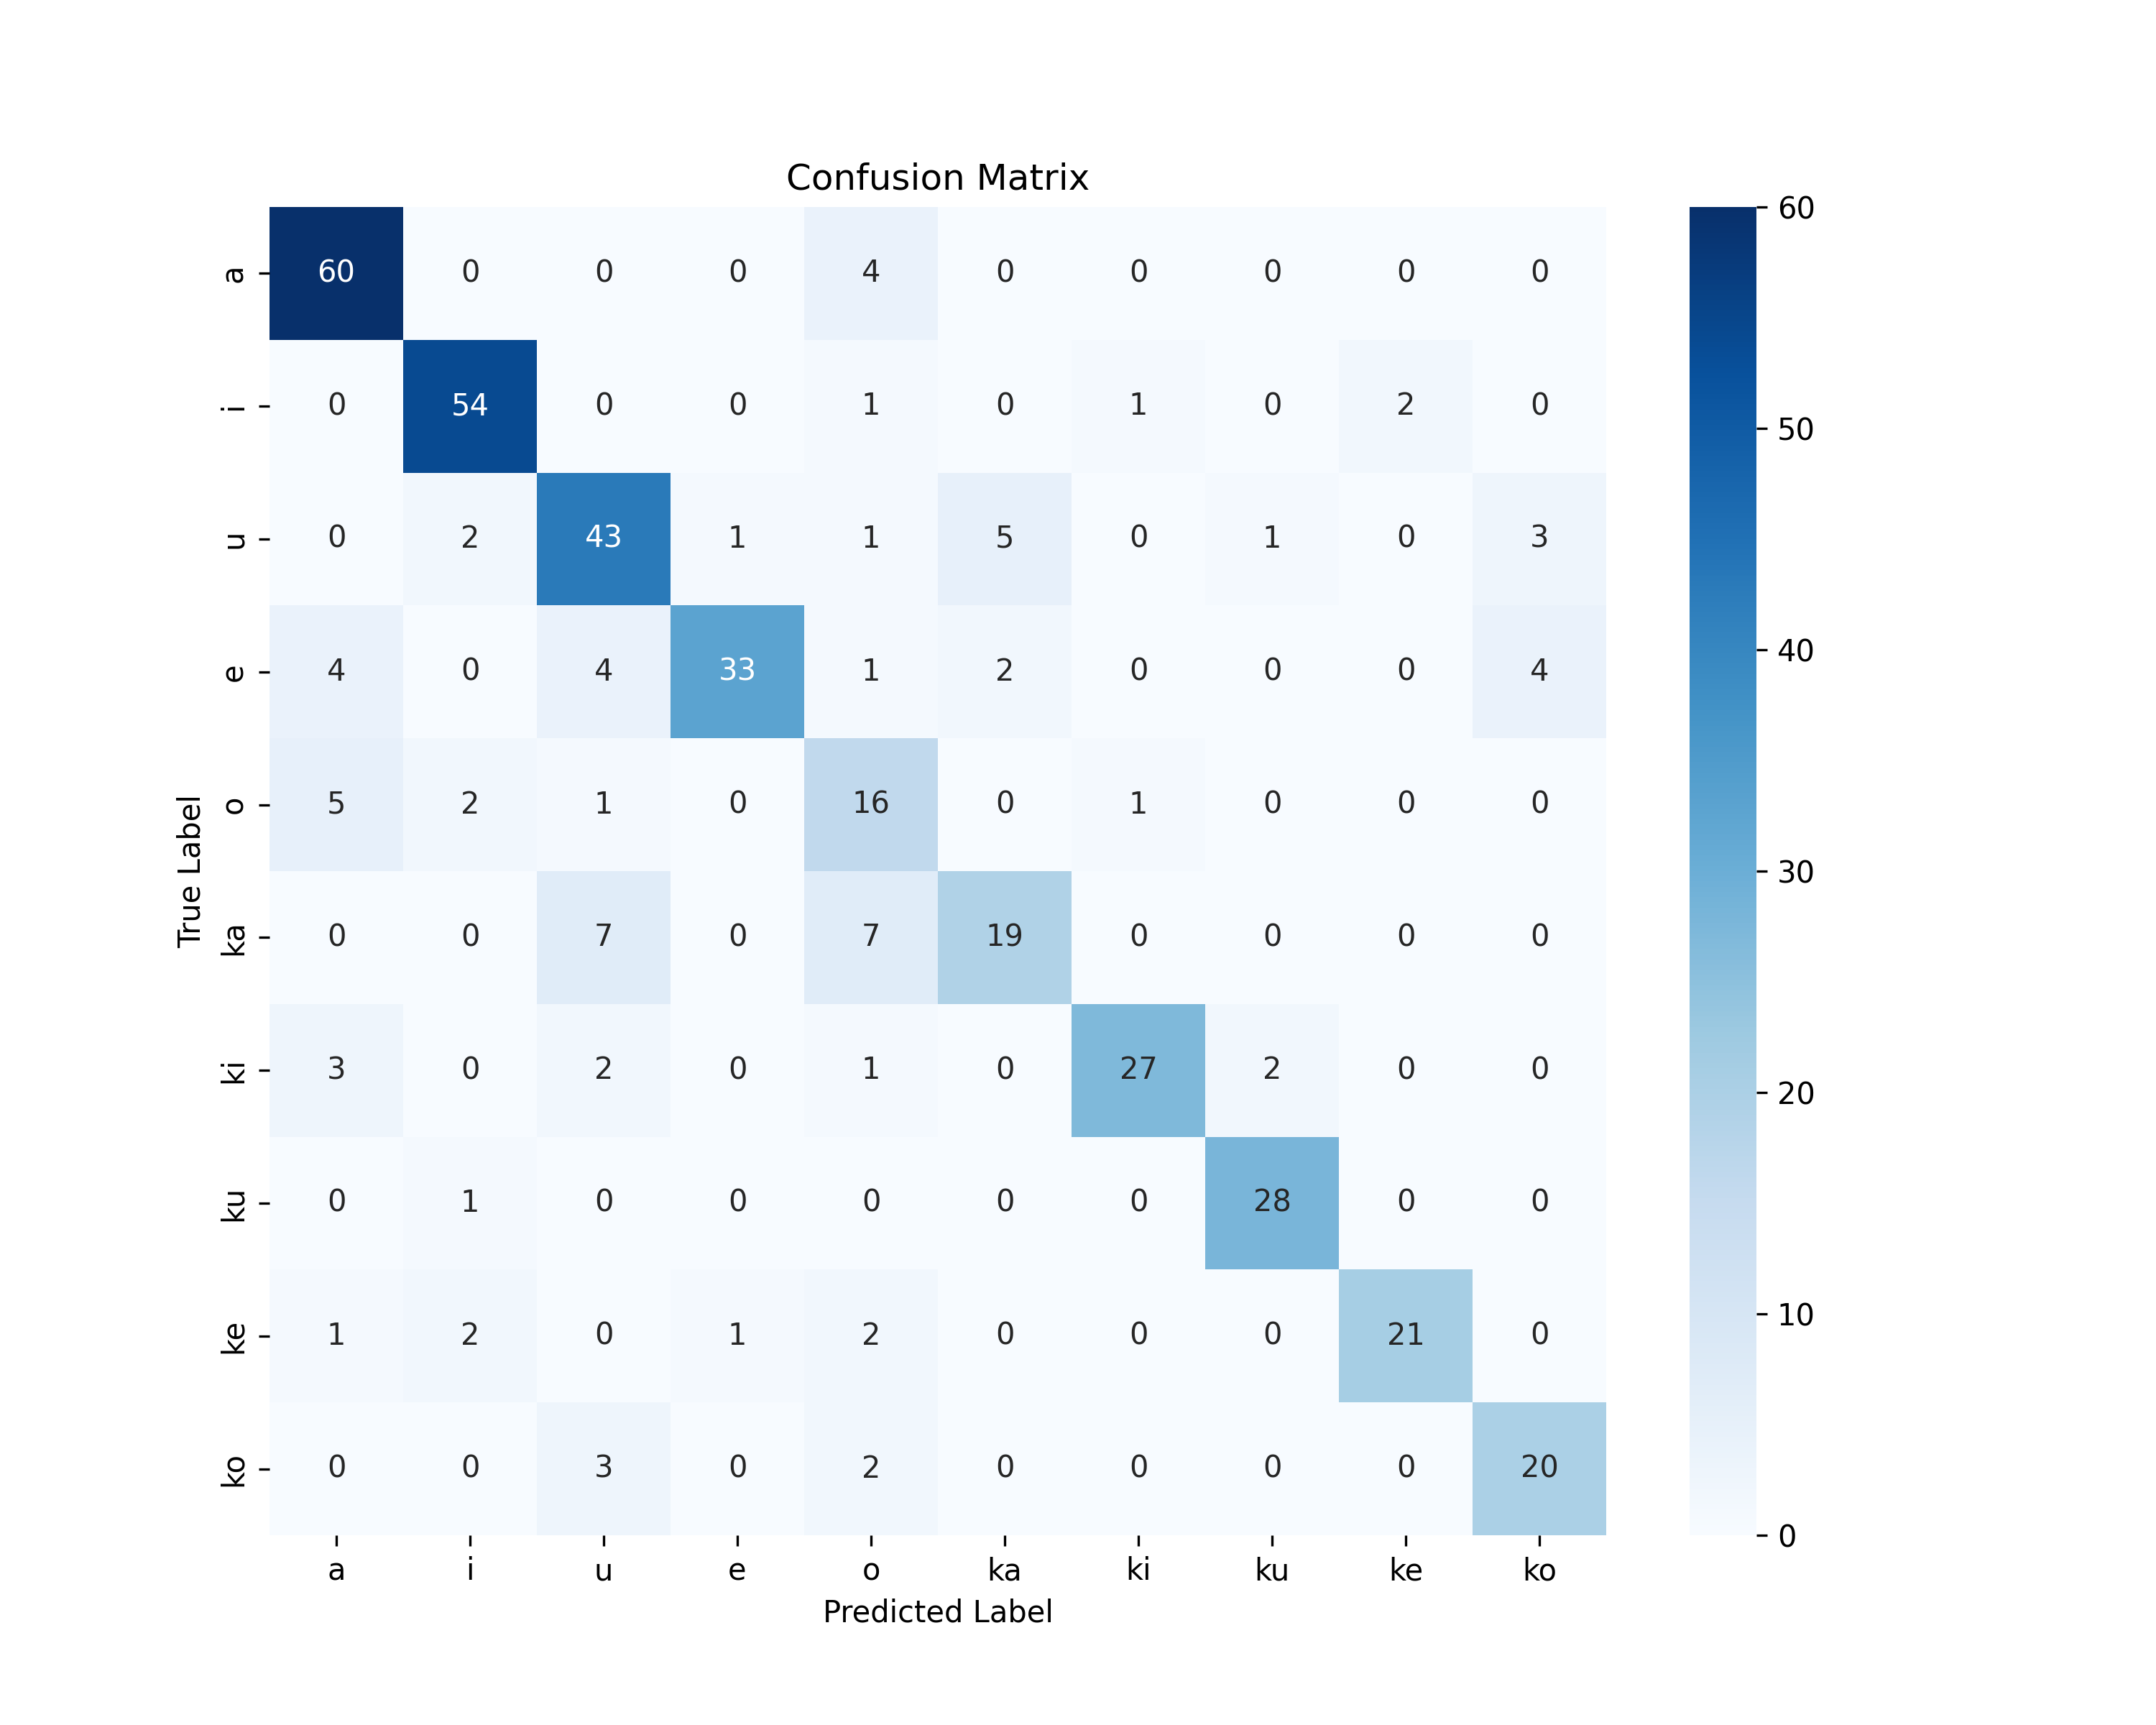 Confusion Matrix
a 60 0 0 0 4 0 0 0 0 0
i 0 54 0 0 1 0 1 0 2 0
u 0 2 43 1 1 5 0 1 0 3
e 4 0 4 33 1 2 0 0 0 4
o 5 2 1 0 16 0 1 0 0 0
ka 0 0 7 0 7 19 0 0 0 0
ki 3 0 2 0 1 0 27 2 0 0
ku 0 1 0 0 0 0 0 28 0 0
ke 1 2 0 1 2 0 0 0 21 0
ko 0 0 3 0 2 0 0 0 0 20
a i u e o ka ki ku ke ko
Predicted Label
True Label
60
50
40
30
20
10
0